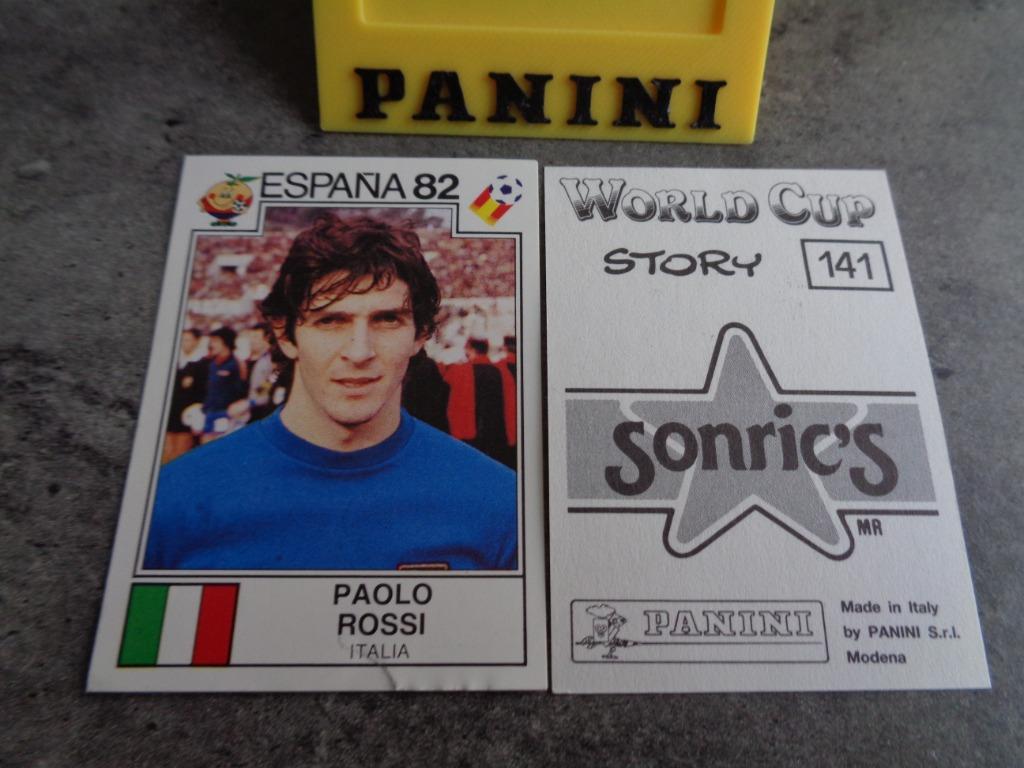 PANINI
ESPAÑA 82
PAOLO
ROSSI
ITALIA
WORLD CUP
STORY 141
sonric's
MR
PANINI
Made in Italy
by PANINI S.r.l.
Modena